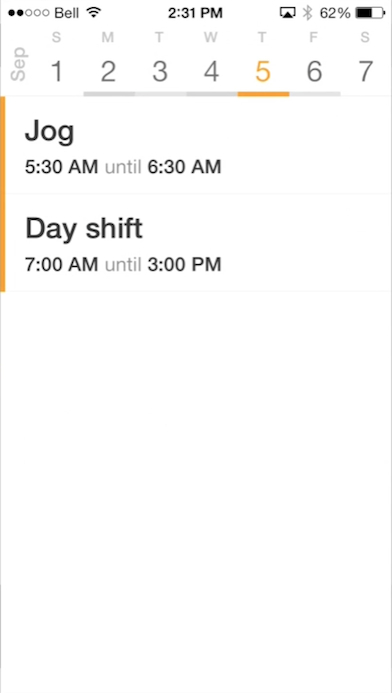 Bell 2:31 PM 62%
Sep
S M T W T F S
1 2 3 4 5 6 7
Jog
5:30 AM until 6:30 AM
Day shift
7:00 AM until 3:00 PM